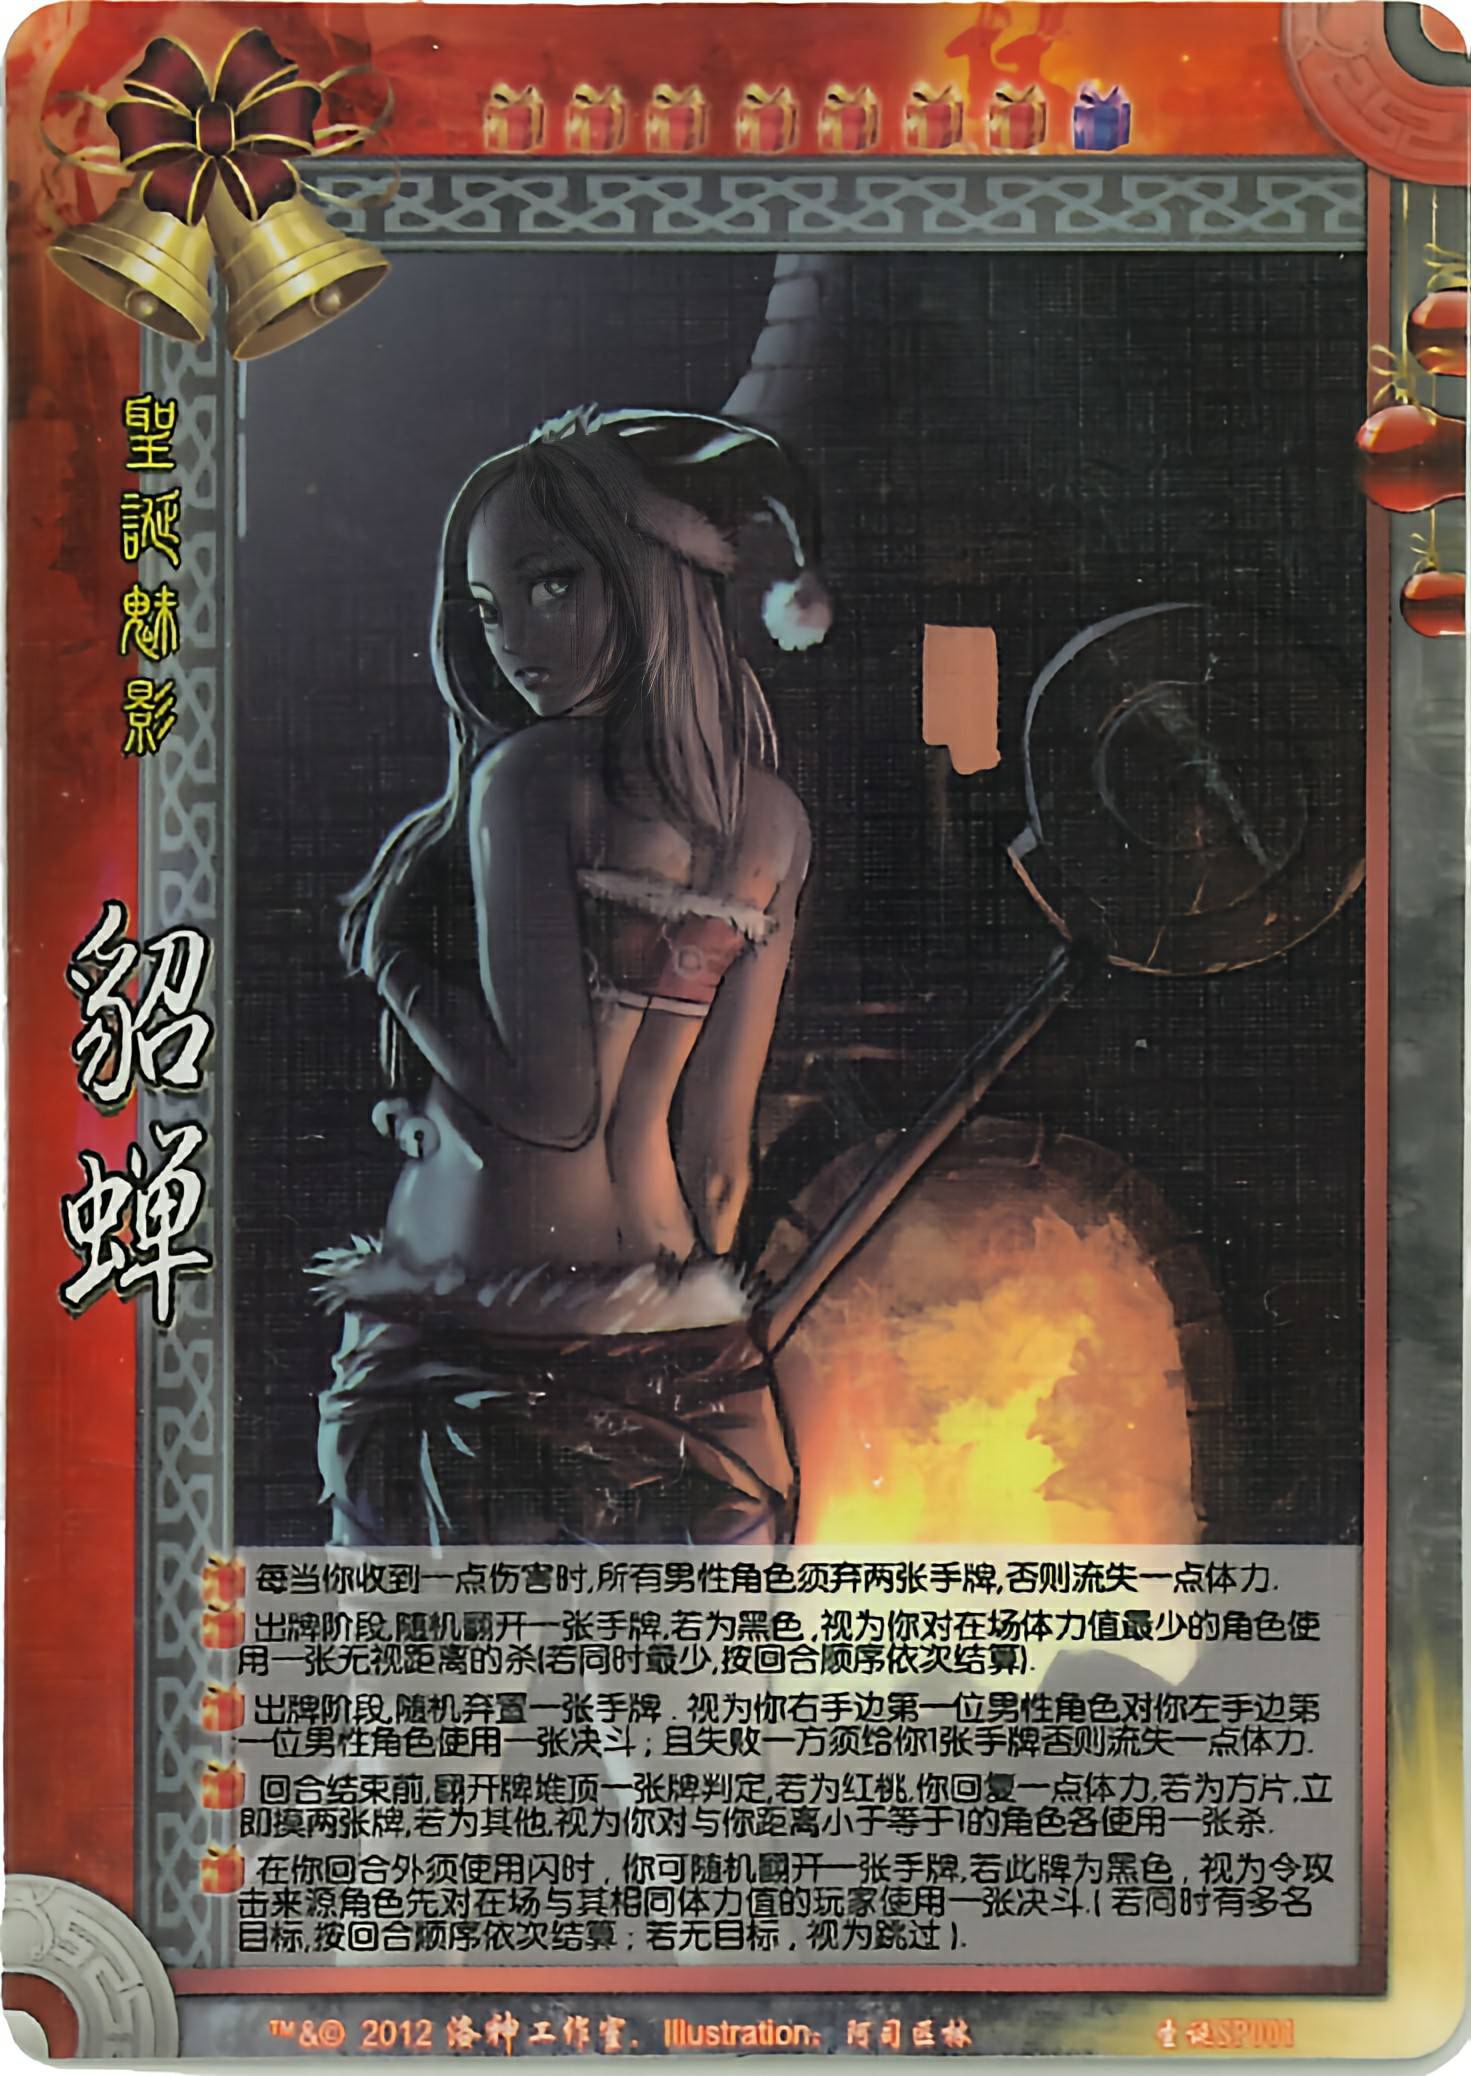 聖誕魅影
貂蝉
每当你收到一点伤害时,所有男性角色须弃两张手牌,否则流失一点体力.
出牌阶段,随机翻开一张手牌,若为黑色,视为你对在场体力值最少的角色使
用一张无视距离的杀(若同时最少,按回合顺序依次结算).
出牌阶段,随机弃置一张手牌.视为你右手边第一位男性角色对你左手边第
一位男性角色使用一张决斗;且失败一方须给你1张手牌否则流失一点体力.
回合结束前,翻开牌堆顶一张牌判定,若为红桃,你回复一点体力,若为方片,立
即摸两张牌,若为其他,视为你对与你距离小于等于1的角色各使用一张杀.
在你回合外须使用闪时,你可随机翻开一张手牌,若此牌为黑色,视为令攻
击来源角色先对在场与其相同体力值的玩家使用一张决斗.(若同时有多名
目标,按回合顺序依次结算;若无目标,视为跳过).
™&© 2012 洛神工作室. Illustration: 阿司匹林
圣诞SP001